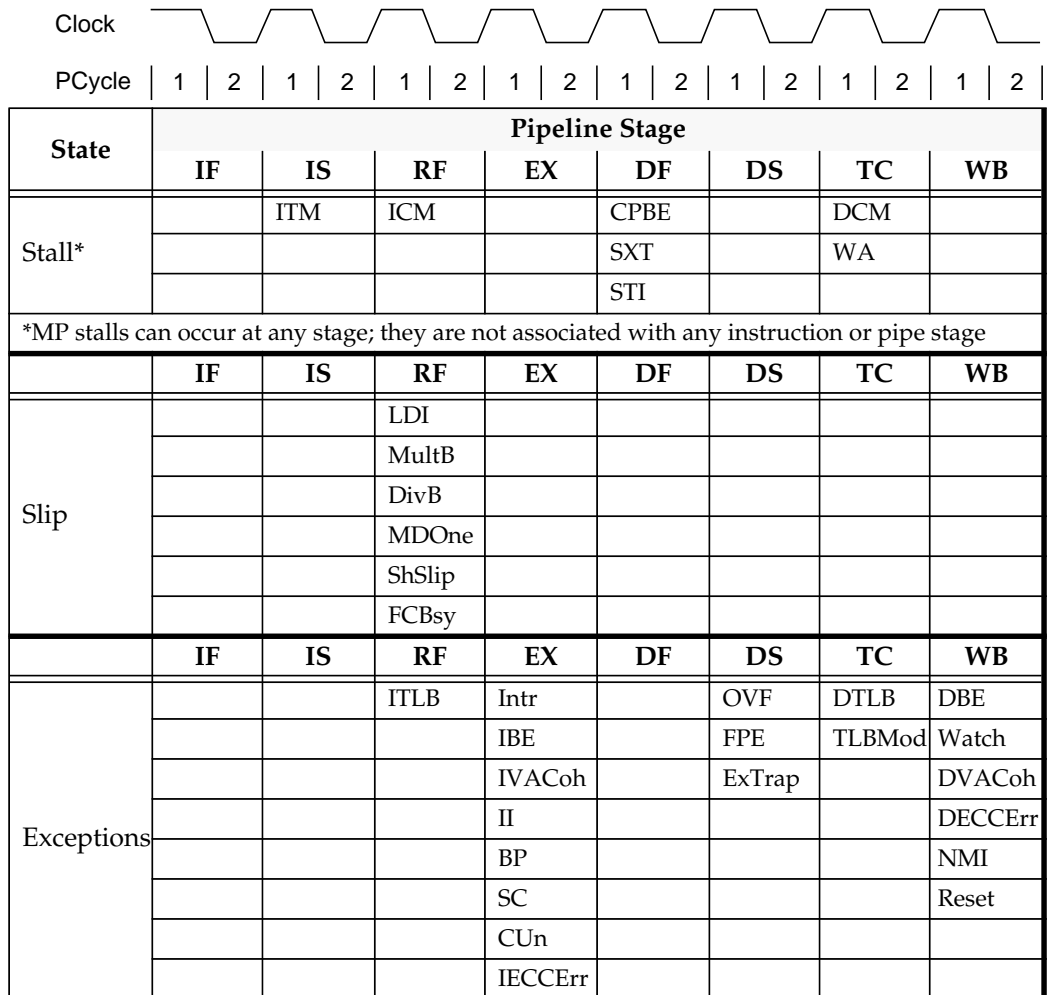 Clock
PCycle 1 2 1 2 1 2 1 2 1 2 1 2 1 2 1 2
State Pipeline Stage
IF IS RF EX DF DS TC WB
Stall* ITM ICM CPBE DCM
SXT WA
STI
*MP stalls can occur at any stage; they are not associated with any instruction or pipe stage
IF IS RF EX DF DS TC WB
Slip LDI
MultB
DivB
MDOne
ShSlip
FCBsy
IF IS RF EX DF DS TC WB
Exceptions ITLB Intr OVF DTLB DBE
IBE FPE TLBMod Watch
IVACoh ExTrap DVACoh
II DECCErr
BP NMI
SC Reset
CUn
IECCErr